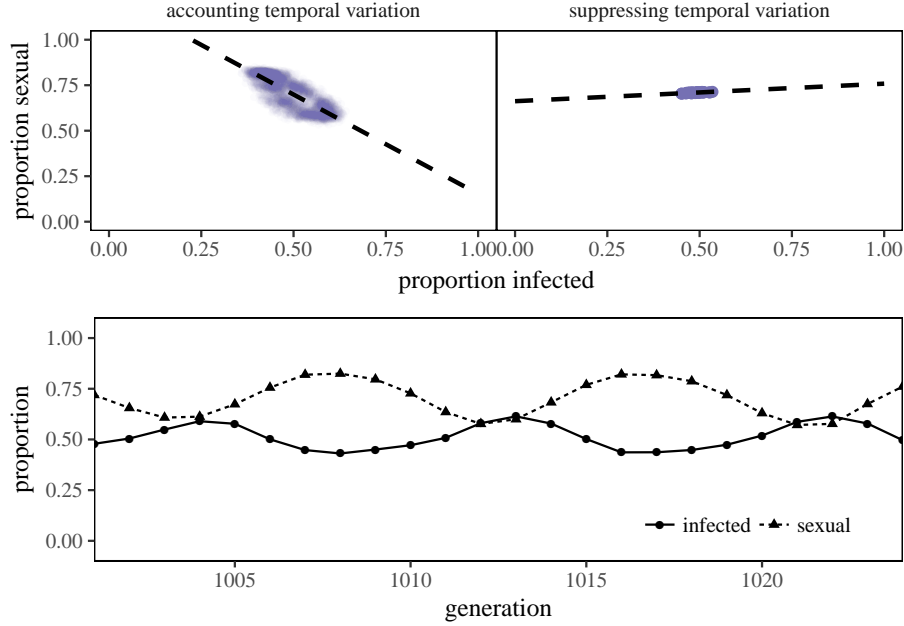 accounting temporal variation
suppressing temporal variation
proportion sexual
1.00
0.75
0.50
0.25
0.00
0.00 0.25 0.50 0.75 1.00
0.00 0.25 0.50 0.75 1.00
proportion infected
proportion
1.00
0.75
0.50
0.25
0.00
infected sexual
1005 1010 1015 1020
generation